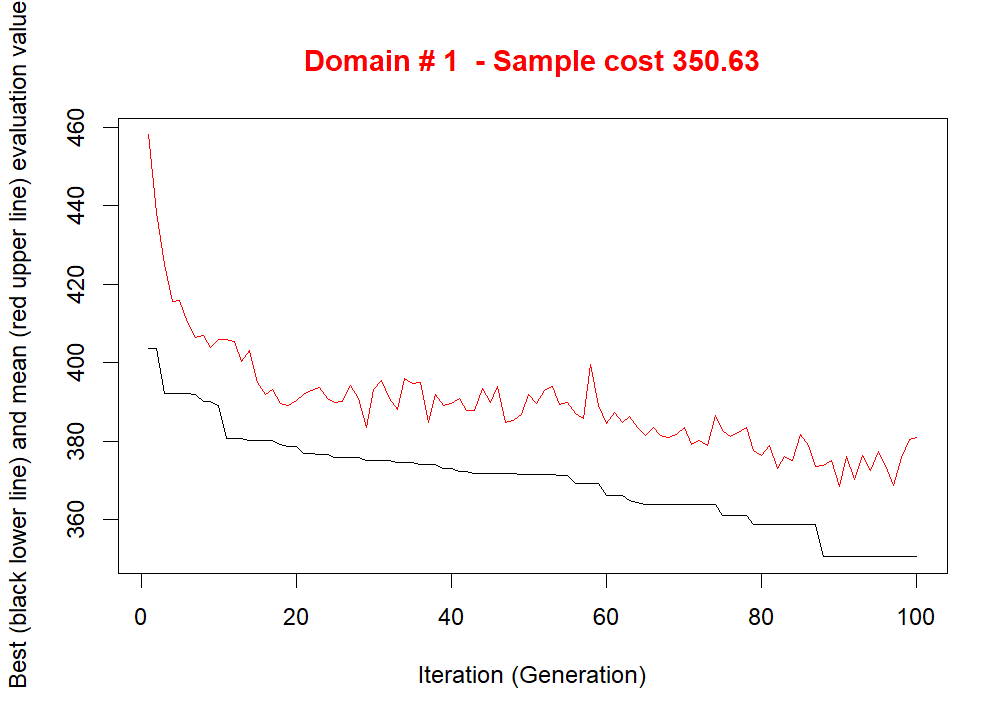 Domain # 1  - Sample cost 350.63
Best (black lower line) and mean (red upper line) evaluation value
460
440
420
400
380
360
0 20 40 60 80 100
Iteration (Generation)